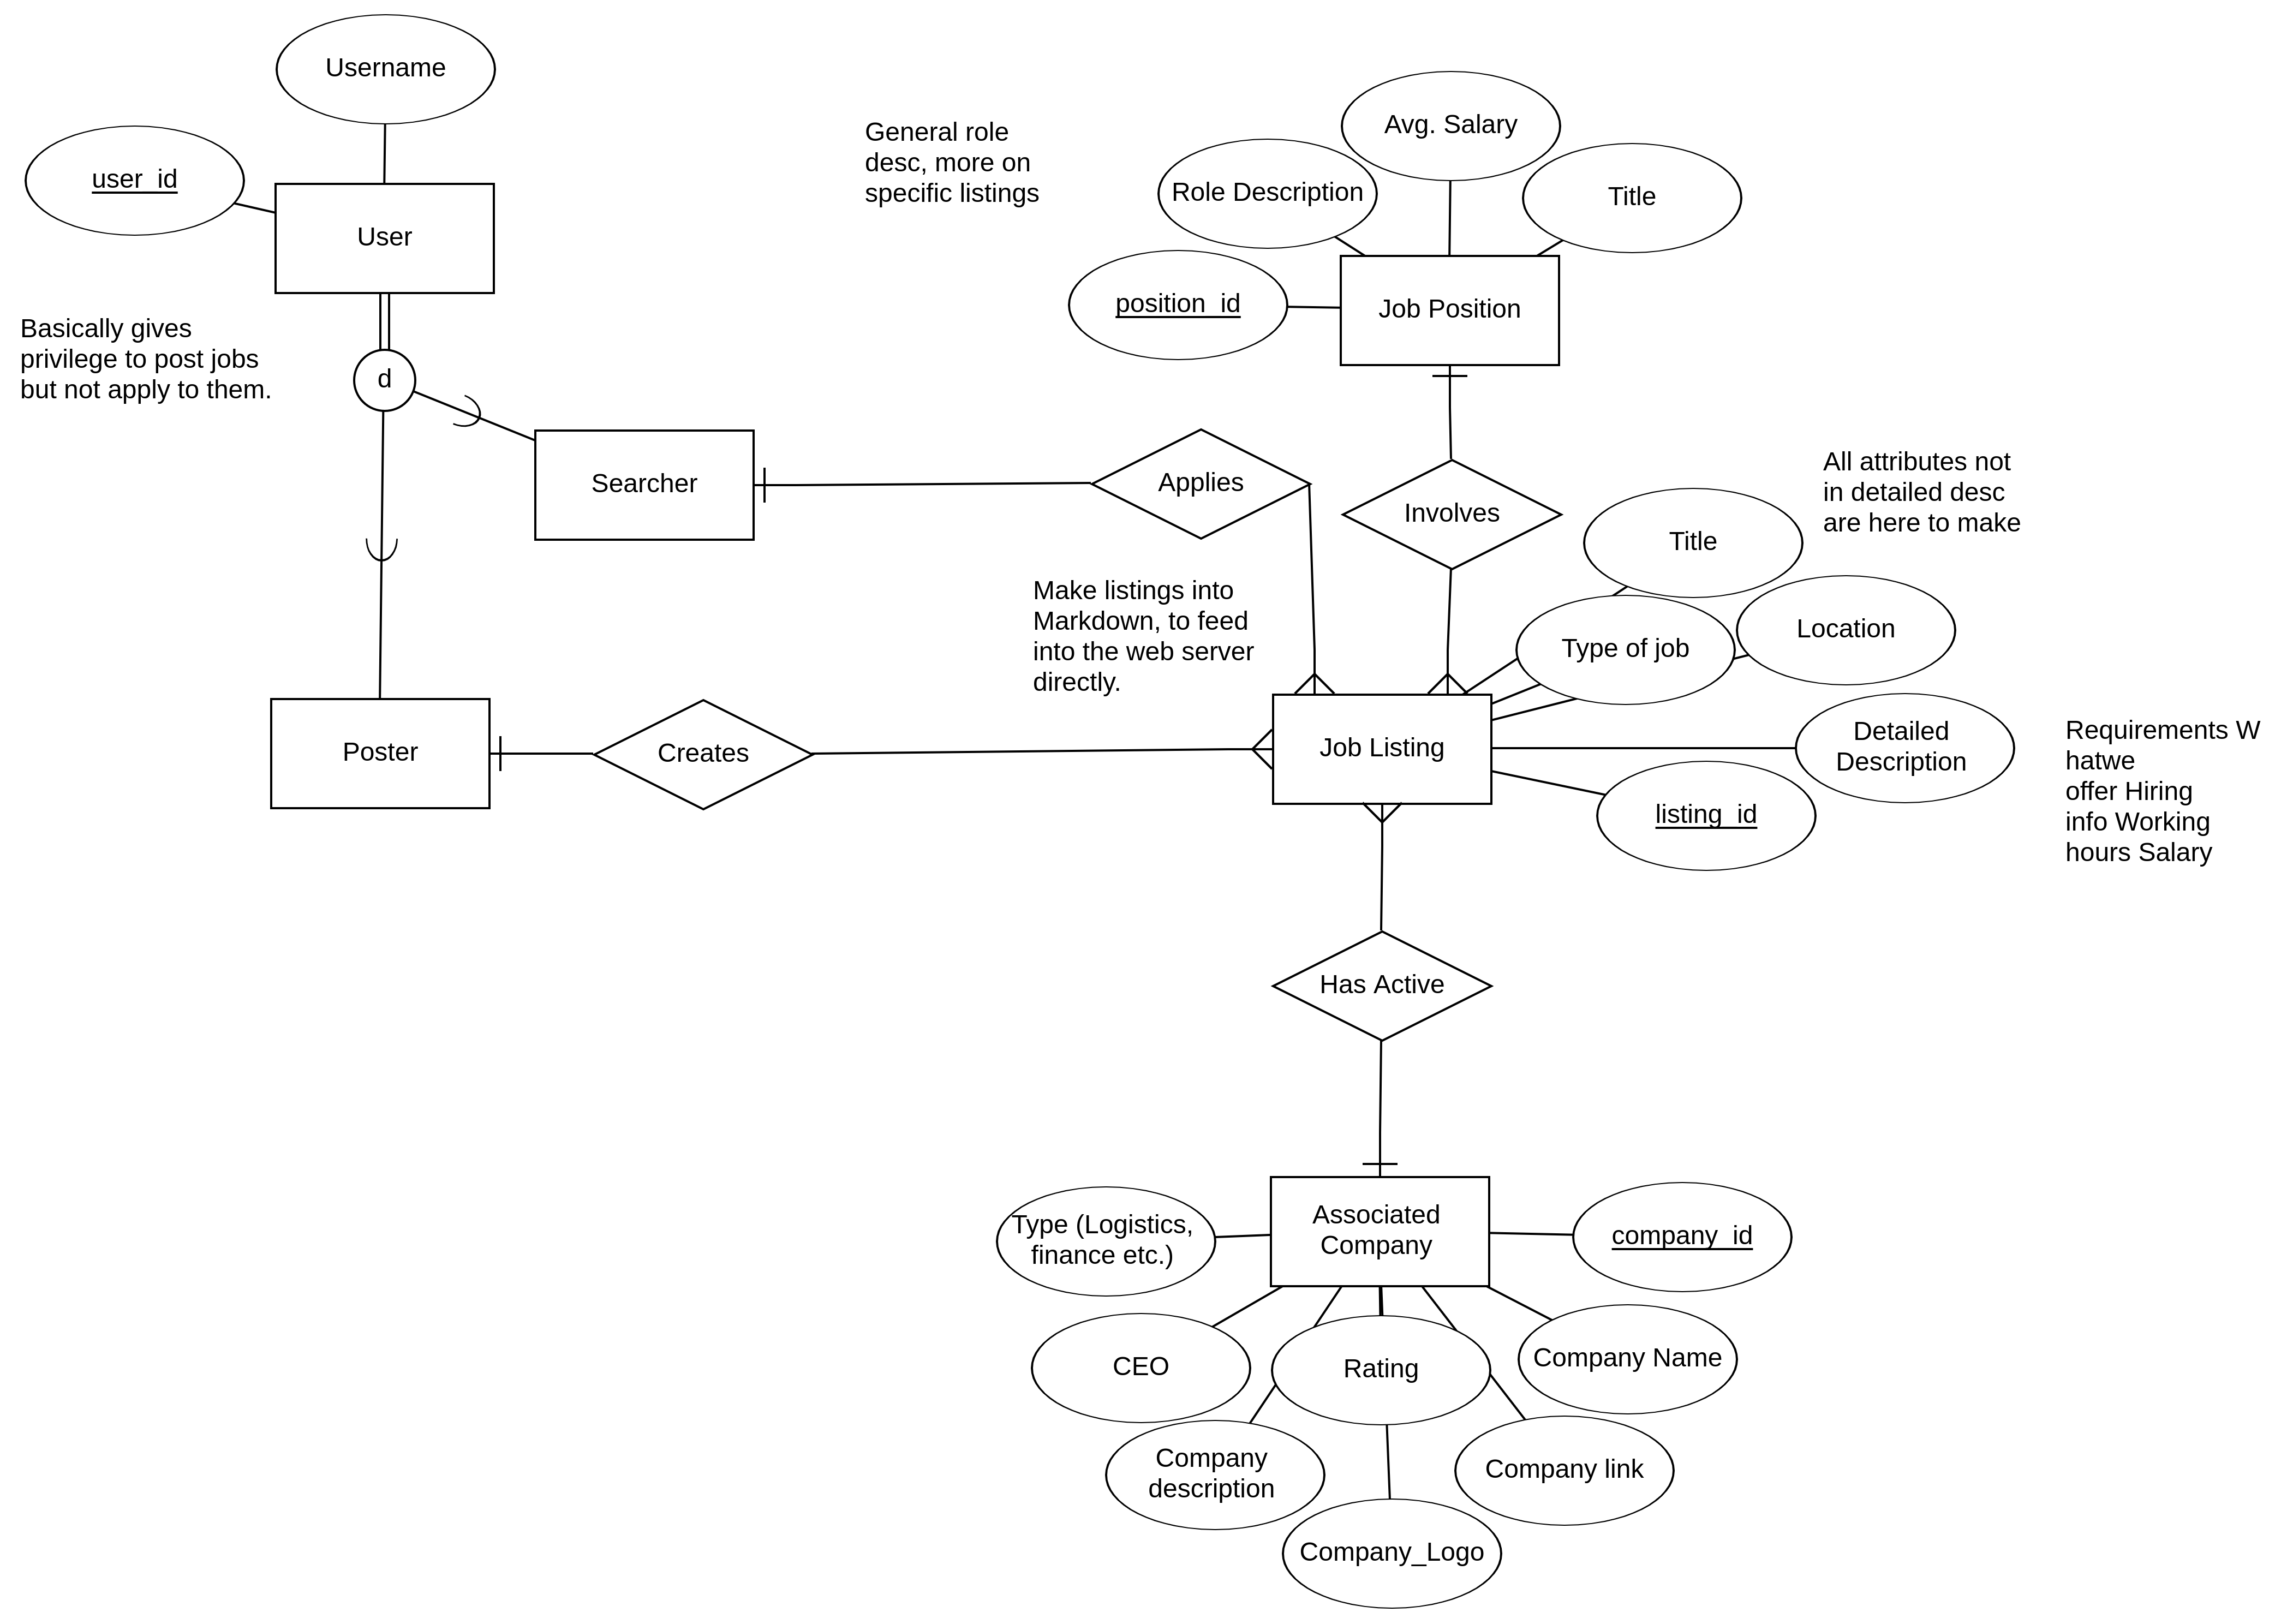 Username
user_id
User
Basically gives
privilege to post jobs
but not apply to them.
d
Searcher
Poster
Creates
General role
desc, more on
specific listings
Avg. Salary
Role Description
Title
position_id
Job Position
Applies
Involves
All attributes not
in detailed desc
are here to make
Title
Type of job
Location
Make listings into
Markdown, to feed
into the web server
directly.
Job Listing
Detailed
Description
listing_id
Requirements W
hatwe
offer Hiring
info Working
hours Salary
Has Active
Associated
Company
Type (Logistics,
finance etc.)
company_id
CEO
Rating
Company Name
Company
description
Company link
Company_Logo